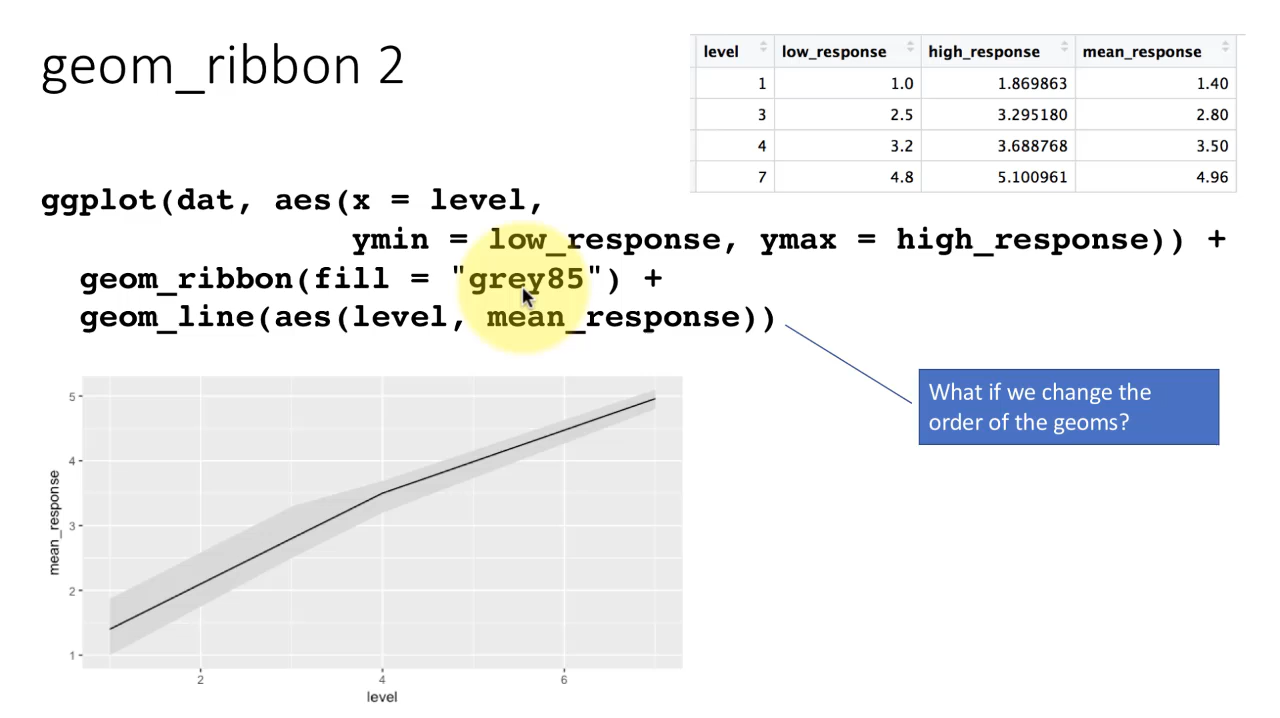 geom_ribbon 2
level low_response high_response mean_response
1 1.0 1.869863 1.40
3 2.5 3.295180 2.80
4 3.2 3.688768 3.50
7 4.8 5.100961 4.96
ggplot(dat, aes(x = level,
ymin = low_response, ymax = high_response)) +
geom_ribbon(fill = "grey85") +
geom_line(aes(level, mean_response))
What if we change the
order of the geoms?
5
4
3
2
1
mean_response
2 4 6
level